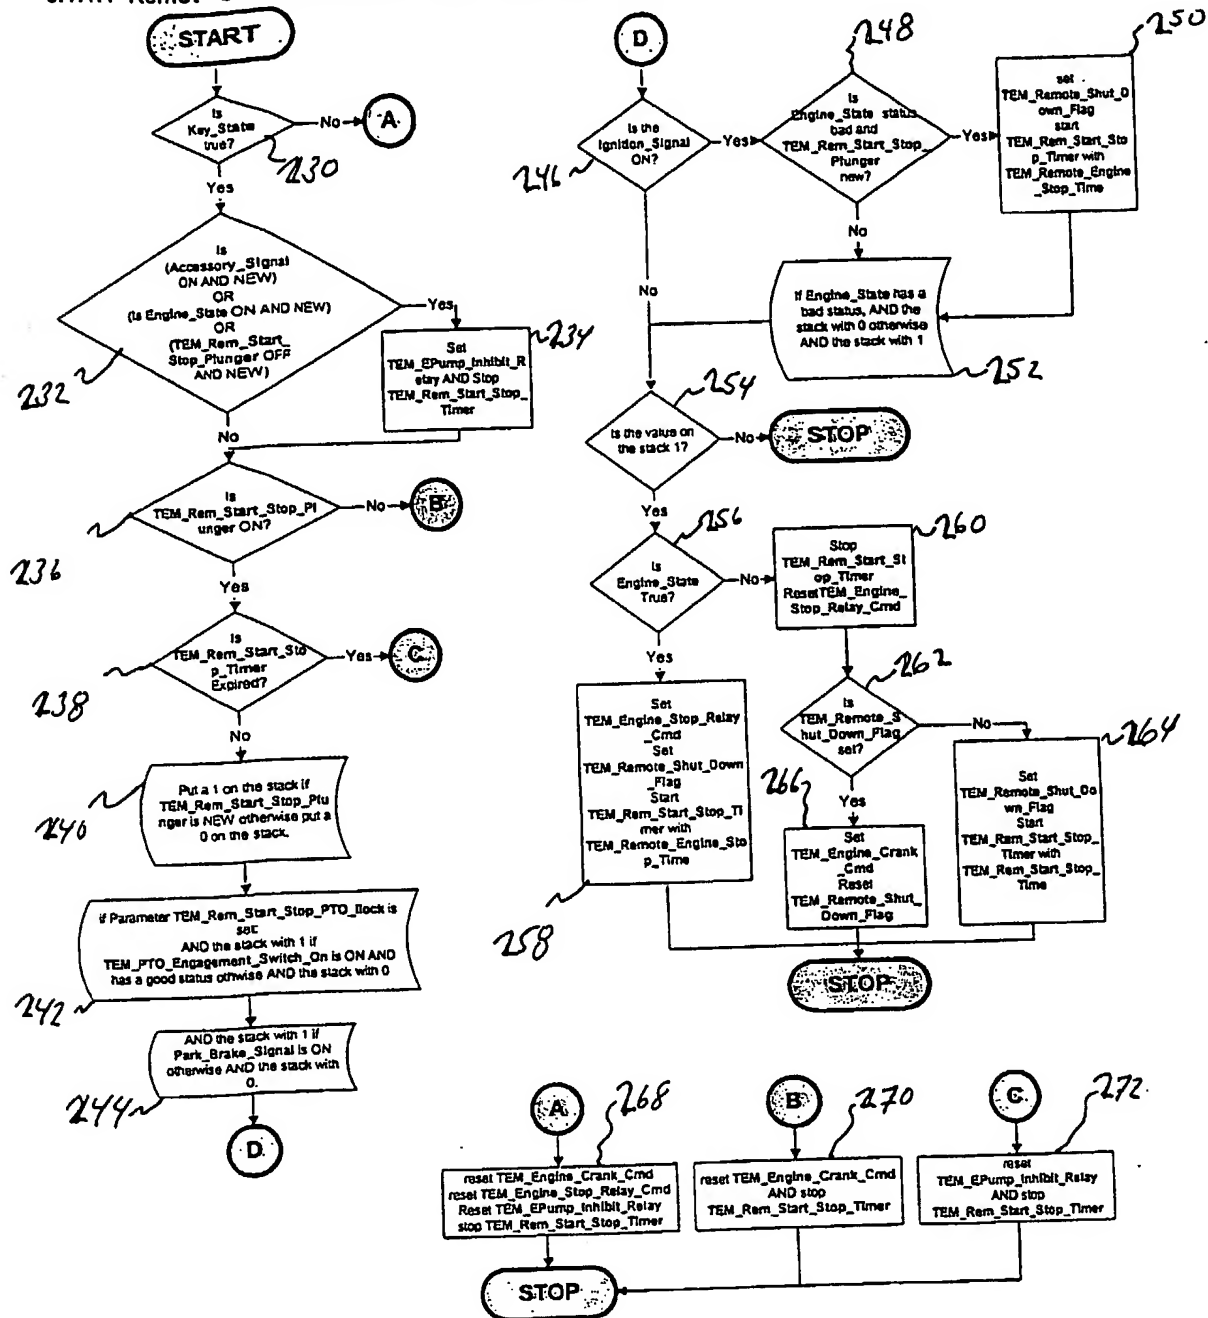 START
Is
Key_State
true?
No
A
230
Yes
Is
(Accessory_Signal
ON AND NEW)
OR
(Is Engine_State ON AND NEW)
OR
(TEM_Rem_Start_
Stop_Plunger OFF
AND NEW)
232
Yes
234
Set
TEM_EPump_Inhibit_R
elay AND Stop
TEM_Rem_Start_Stop_
Timer
No
Is
TEM_Rem_Start_Stop_Pl
unger ON?
236
No
B
Yes
Is
TEM_Rem_Start_Sto
p_Timer
Expired?
238
Yes
C
No
Put a 1 on the stack if
TEM_Rem_Start_Stop_Plu
nger is NEW otherwise put a
0 on the stack.
240
if Parameter TEM_Rem_Start_Stop_PTO_Ilock is
set
AND the stack with 1 if
TEM_PTO_Engagement_Switch_On is ON AND
has a good status othwise AND the stack with 0
242
AND the stack with 1 if
Park_Brake_Signal is ON
otherwise AND the stack with
0.
244
D
D
Is the
Ignition_Signal
ON?
246
Yes
248
Is
Engine_State status
bad and
TEM_Rem_Start_Stop_
Plunger
new?
Yes
250
set
TEM_Remote_Shut_D
own_Flag
start
TEM_Rem_Start_Sto
p_Timer with
TEM_Remote_Engine
_Stop_Time
No
No
if Engine_State has a
bad status, AND the
stack with 0 otherwise
AND the stack with 1
252
254
Is the value on
the stack 1?
No
STOP
Yes
256
Is
Engine_State
True?
No
260
Stop
TEM_Rem_Start_St
op_Timer
ResetTEM_Engine_
Stop_Relay_Cmd
Yes
Set
TEM_Engine_Stop_Relay
_Cmd
Set
TEM_Remote_Shut_Down
_Flag
Start
TEM_Rem_Start_Stop_Ti
mer with
TEM_Remote_Engine_Sto
p_Time
258
262
Is
TEM_Remote_S
hut_Down_Flag
set?
No
264
Set
TEM_Remote_Shut_Do
wn_Flag
Start
TEM_Rem_Start_Stop_
Timer with
TEM_Rem_Start_Stop_
Time
Yes
266
Set
TEM_Engine_Crank
_Cmd
Reset
TEM_Remote_Shut_
Down_Flag
STOP
A
268
reset TEM_Engine_Crank_Cmd
reset TEM_Engine_Stop_Relay_Cmd
Reset TEM_EPump_Inhibit_Relay
stop TEM_Rem_Start_Stop_Timer
B
270
reset TEM_Engine_Crank_Cmd
AND stop
TEM_Rem_Start_Stop_Timer
C
272
reset
TEM_EPump_Inhibit_Relay
AND stop
TEM_Rem_Start_Stop_Timer
STOP